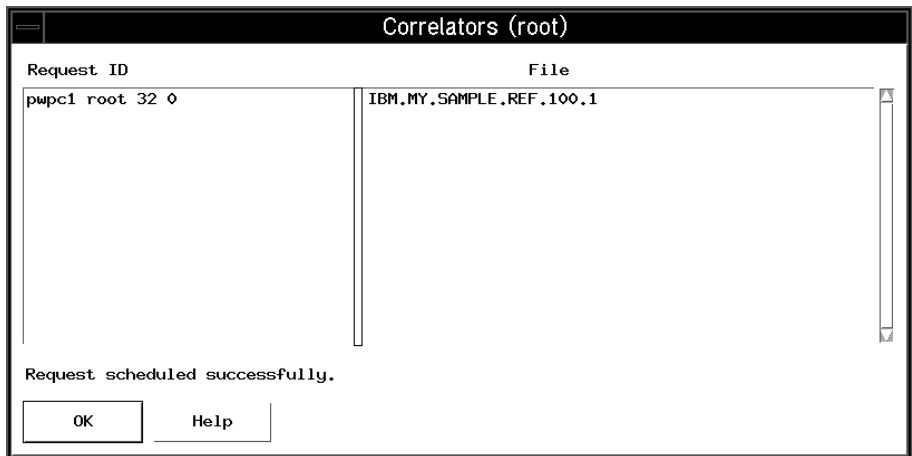 Correlators (root)
Request ID File
pwpc1 root 32 0 IBM.MY.SAMPLE.REF.100.1
Request scheduled successfully.
OK Help